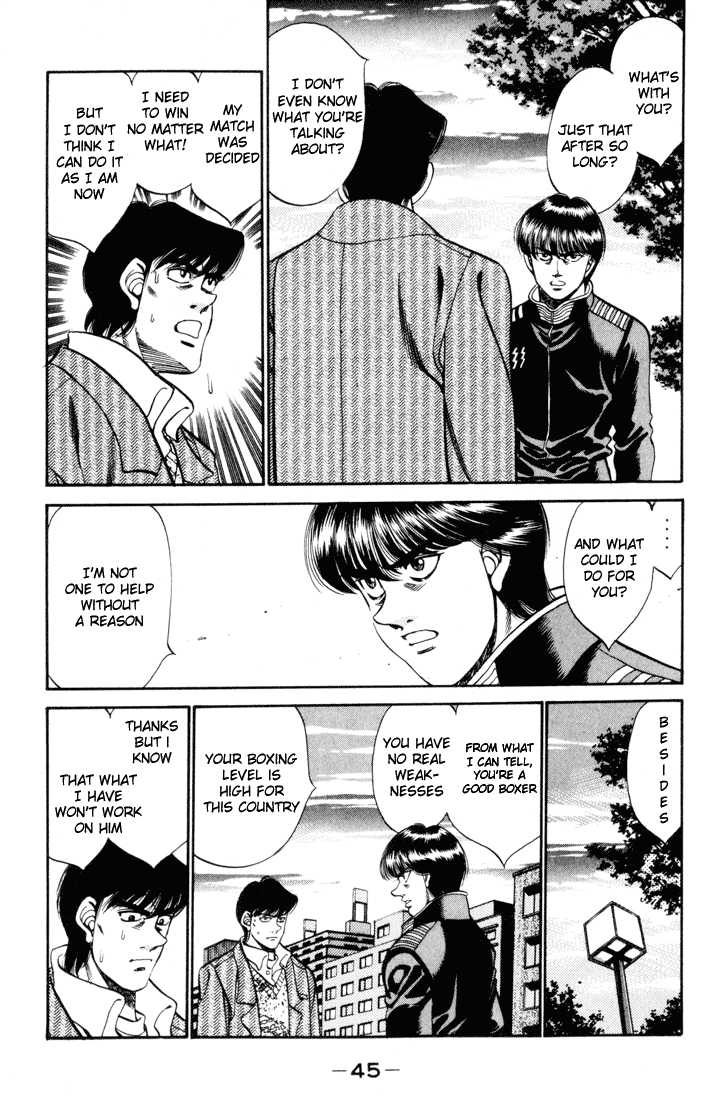 WHAT'S
WITH
YOU?
JUST THAT
AFTER SO
LONG?
I DON'T
EVEN KNOW
WHAT YOU'RE
TALKING
ABOUT?
MY
MATCH
WAS
DECIDED
I NEED
TO WIN
NO MATTER
WHAT!
BUT
I DON'T
THINK I
CAN DO IT
AS I AM
NOW
....
AND WHAT
COULD I
DO FOR
YOU?
I'M NOT
ONE TO HELP
WITHOUT
A REASON
BESIDES
FROM WHAT
I CAN TELL,
YOU'RE A
GOOD BOXER
YOU HAVE
NO REAL
WEAK-
NESSES
YOUR BOXING
LEVEL IS
HIGH FOR
THIS COUNTRY
THANKS
BUT I
KNOW
THAT WHAT
I HAVE
WON'T WORK
ON HIM
—45—